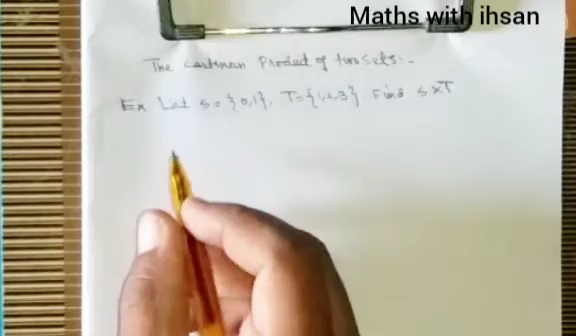 Maths with ihsan
The cartesian Product of two sets:-
Ex Let S = {0,1}, T={1,2,3} Find S×T